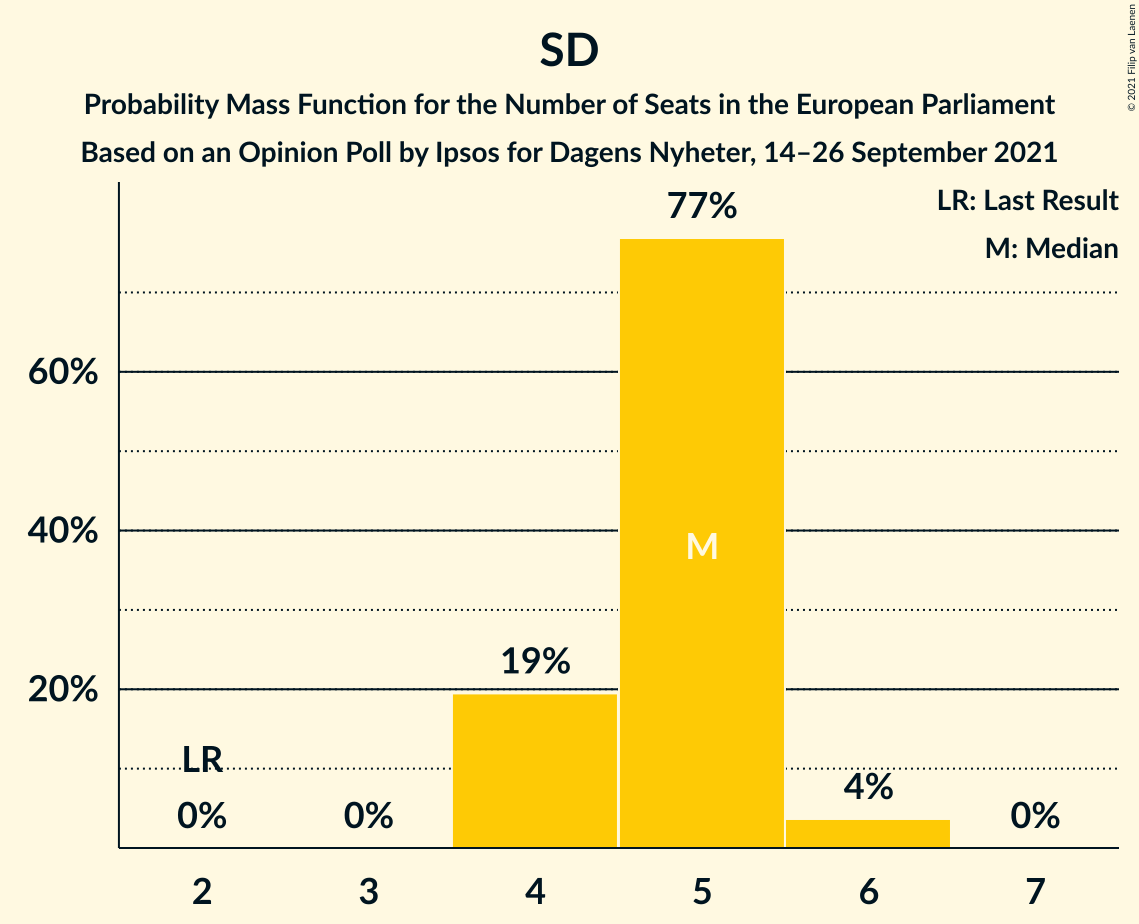 SD
Probability Mass Function for the Number of Seats in the European Parliament
Based on an Opinion Poll by Ipsos for Dagens Nyheter, 14–26 September 2021
© 2021 Filip van Laenen
LR: Last Result
M: Median
77%
60%
40%
M
19%
20%
LR
4%
0%
0%
0%
2
3
4
5
6
7